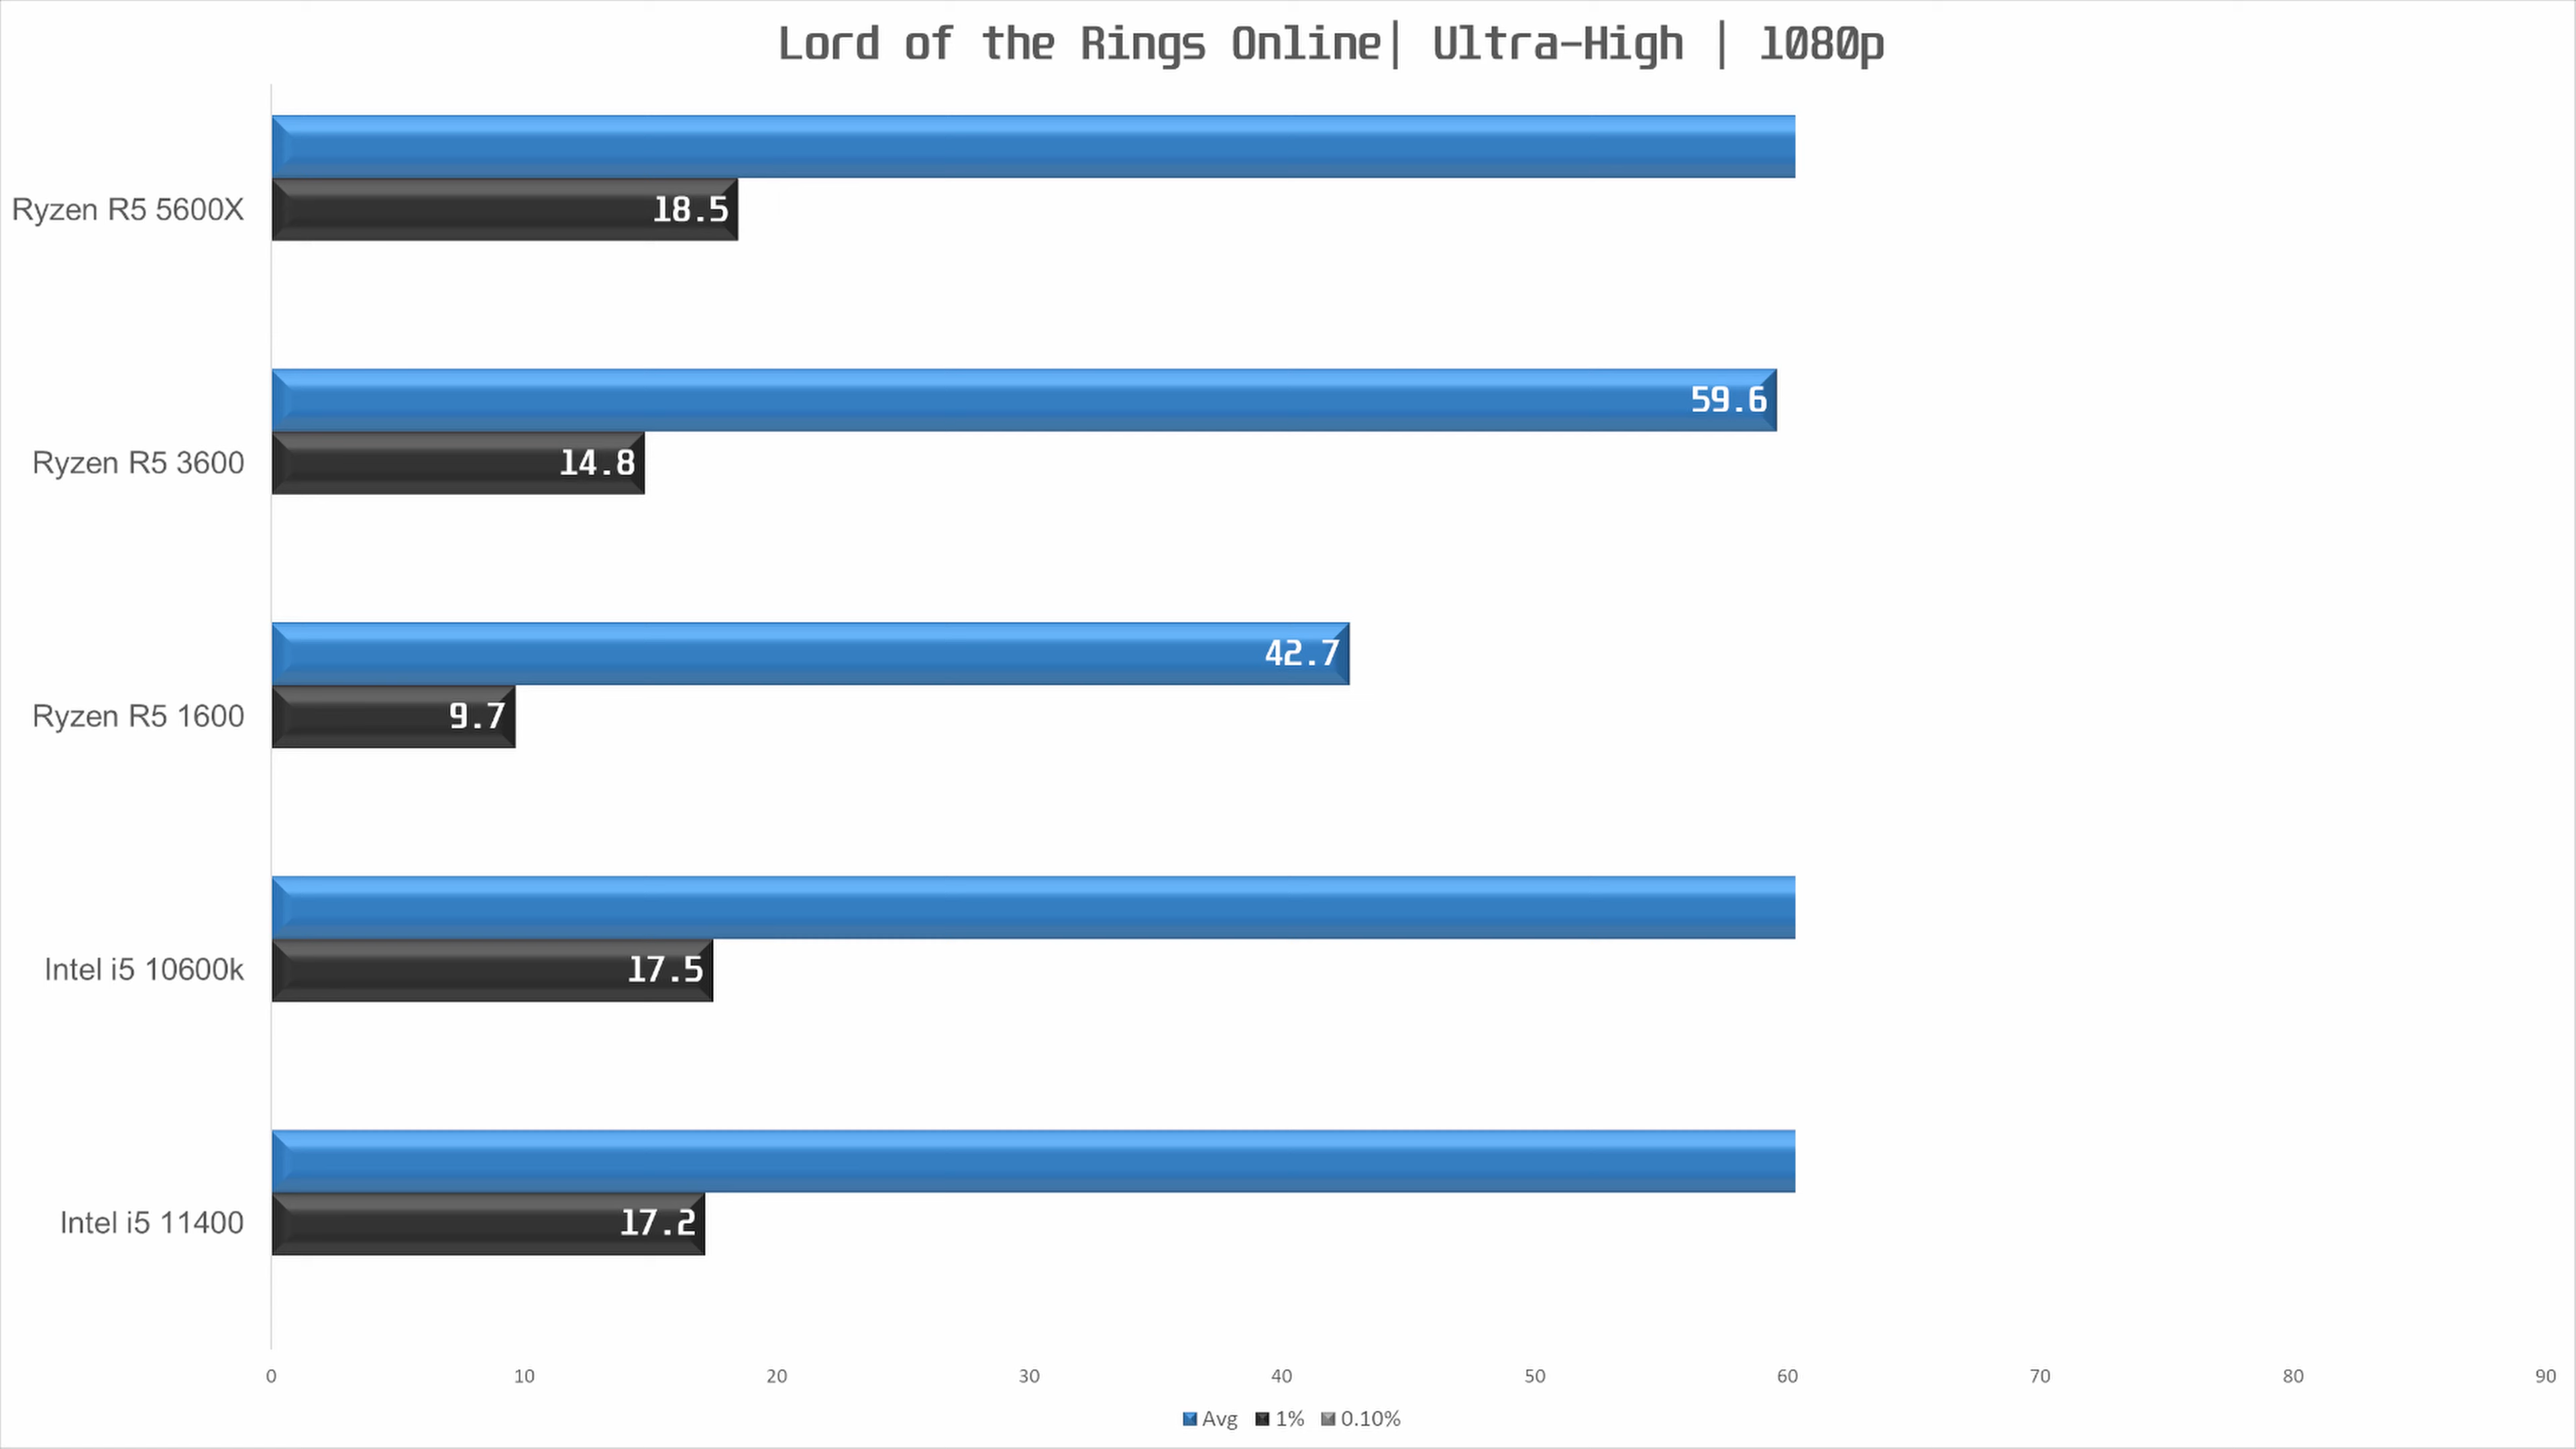 Lord of the Rings Online| Ultra-High | 1080p
Ryzen R5 5600X
18.5
59.6
Ryzen R5 3600
14.8
42.7
Ryzen R5 1600
9.7
Intel i5 10600k
17.5
Intel i5 11400
17.2
0 10 20 30 40 50 60 70 80 90
Avg 1% 0.10%